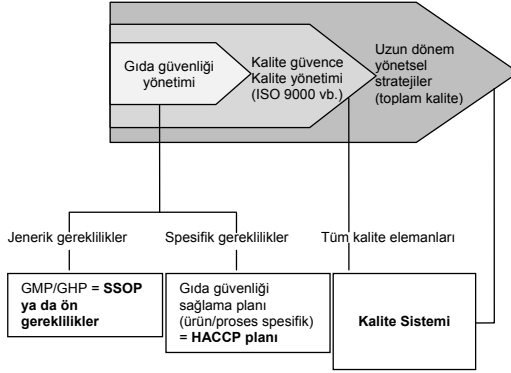 Gıda güvenliği
yönetimi
Kalite güvence
Kalite yönetimi
(ISO 9000 vb.)
Uzun dönem
yönetsel
stratejiler
(toplam kalite)
Jenerik gereklilikler
Spesifik gereklilikler
Tüm kalite elemanları
GMP/GHP = SSOP
ya da ön
gereklilikler
Gıda güvenliği
sağlama planı
(ürün/proses spesifik)
= HACCP planı
Kalite Sistemi